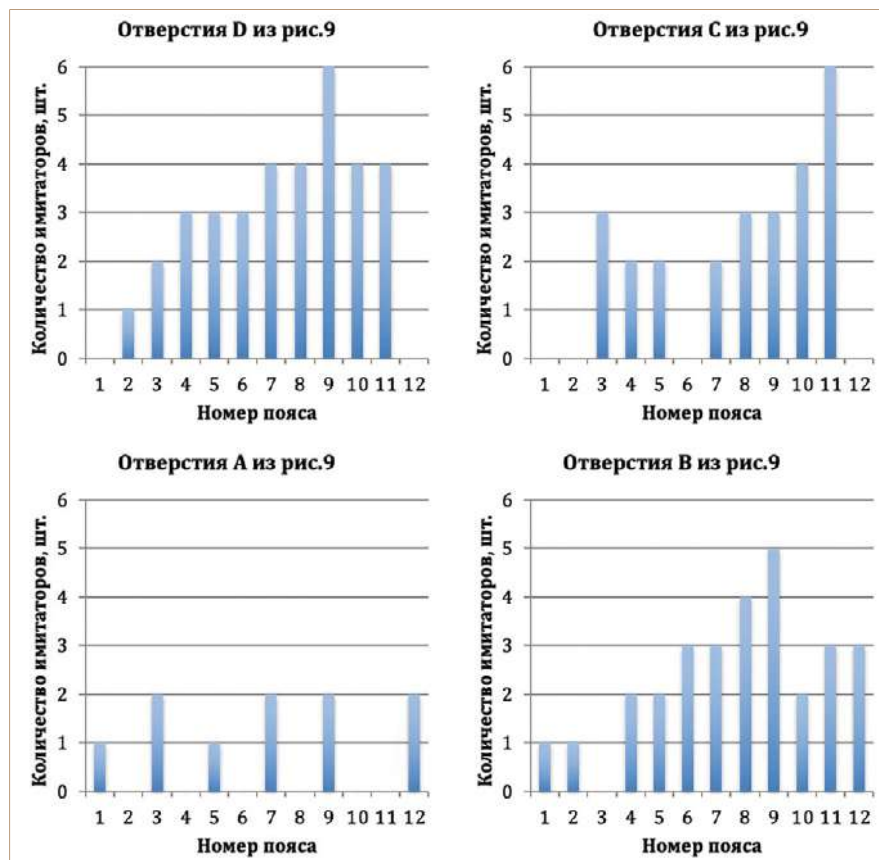 Отверстия D из рис.9
Количество имитаторов, шт.
6
5
4
3
2
1
0
1 2 3 4 5 6 7 8 9 10 11 12
Номер пояса
Отверстия С из рис.9
Количество имитаторов, шт.
6
5
4
3
2
1
0
1 2 3 4 5 6 7 8 9 10 11 12
Номер пояса
Отверстия А из рис.9
Количество имитаторов, шт.
6
5
4
3
2
1
0
1 2 3 4 5 6 7 8 9 10 11 12
Номер пояса
Отверстия В из рис.9
Количество имитаторов, шт.
6
5
4
3
2
1
0
1 2 3 4 5 6 7 8 9 10 11 12
Номер пояса